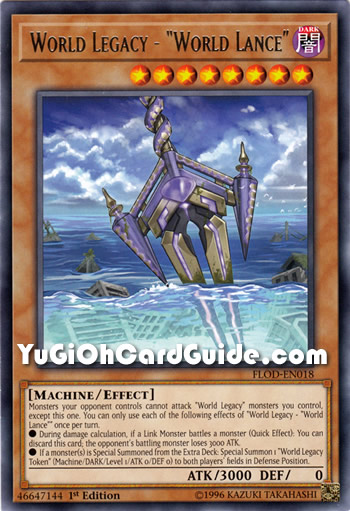 World Legacy - "World Lance"
DARK
闇
YuGiOhCardGuide.com
FLOD-EN018
[Machine/Effect]
Monsters your opponent controls cannot attack "World Legacy" monsters you control,
except this one. You can only use each of the following effects of "World Legacy - "World
Lance"" once per turn.
● During damage calculation, if a Link Monster battles a monster (Quick Effect): You can
discard this card; the opponent's battling monster loses 3000 ATK.
● If a monster(s) is Special Summoned from the Extra Deck: Special Summon 1 "World Legacy
Token" (Machine/DARK/Level 1/ATK 0/DEF 0) to both players' fields in Defense Position.
ATK/3000 DEF/ 0
46647144 1st Edition ©1996 KAZUKI TAKAHASHI